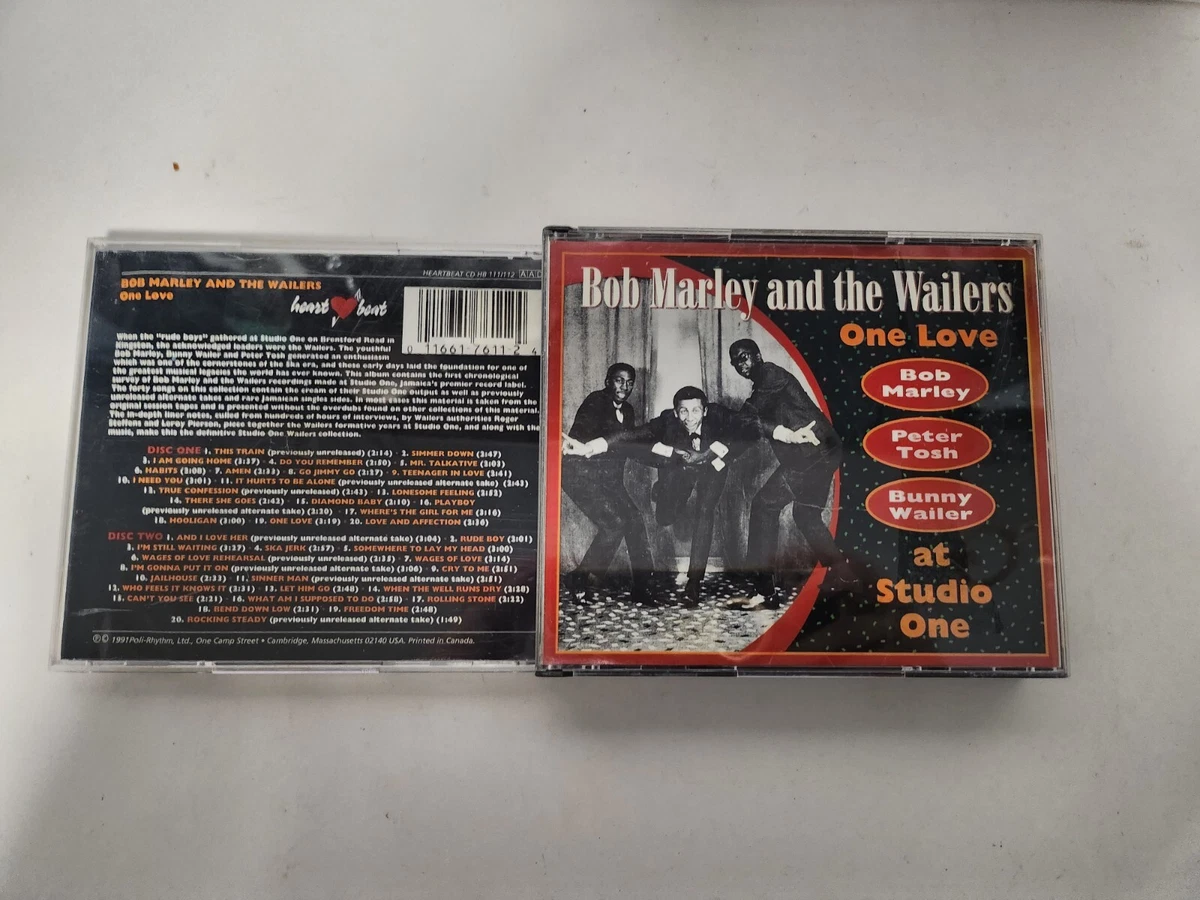 HEARTBEAT CD HB 111/112 AAD
BOB MARLEY AND THE WAILERS
One Love
heart beat
0 11661-7611-2 4
When the "rude boys" gathered at Studio One on Brentford Road in
Kingston, the acknowledged leaders were the Wailers. The youthful
Bob Marley, Bunny Wailer and Peter Tosh generated an enthusiasm
which was one of the cornerstones of the ska era, and these early days laid the foundation for one of
the greatest musical legends the world has ever known. This album contains the first chronological
survey of Bob Marley and the Wailers recordings made at Studio One, Jamaica's premier record label.
The forty songs on this collection contain the cream of their Studio One output as well as previously
unreleased alternate takes and rare jamaican singles sides. In most cases this material is taken from the
original session tapes and is presented without the overdubs found on other collections of this material.
The in-depth liner notes, culled from hundreds of hours of interviews, by Wailers authorities Roger
Steffens and Leroy Pierson, piece together the Wailers formative years at Studio One, and along with the
music, make this the definitive Studio One Wailers collection.
DISC ONE 1. THIS TRAIN (previously unreleased) (2:14) · 2. SIMMER DOWN (2:47)
3. I AM GOING HOME (3:37) · 4. DO YOU REMEMBER (2:50) · 5. MR. TALKATIVE (3:03)
6. HABITS (3:08) · 7. AMEN (2:33) · 8. GO JIMMY GO (2:27) · 9. TEENAGER IN LOVE (2:41)
10. I NEED YOU (3:01) · 11. IT HURTS TO BE ALONE (previously unreleased alternate take) (2:43)
12. TRUE CONFESSION (previously unreleased) (2:43) · 13. LONESOME FEELING (2:52)
14. THERE SHE GOES (2:42) · 15. DIAMOND BABY (2:10) · 16. PLAYBOY
(previously unreleased alternate take) (2:20) · 17. WHERE'S THE GIRL FOR ME (3:16)
18. HOOLIGAN (3:00) · 19. ONE LOVE (3:19) · 20. LOVE AND AFFECTION (2:36)
DISC TWO 1. AND I LOVE HER (previously unreleased alternate take) (3:04) · 2. RUDE BOY (3:01)
3. I'M STILL WAITING (3:27) · 4. SKA JERK (2:57) · 5. SOMEWHERE TO LAY MY HEAD (3:00)
6. WAGES OF LOVE REHEARSAL (previously unreleased) (2:35) · 7. WAGES OF LOVE (3:14)
8. I'M GONNA PUT IT ON (previously unreleased alternate take) (3:06) · 9. CRY TO ME (2:51)
10. JAILHOUSE (2:33) · 11. SINNER MAN (previously unreleased alternate take) (2:51)
12. WHO FEELS IT KNOWS IT (3:31) · 13. LET HIM GO (2:48) · 14. WHEN THE WELL RUNS DRY (2:28)
15. CAN'T YOU SEE (2:21) · 16. WHAT AM I SUPPOSED TO DO (2:58) · 17. ROLLING STONE (2:22)
18. BEND DOWN LOW (2:31) · 19. FREEDOM TIME (2:48)
20. ROCKING STEADY (previously unreleased alternate take) (1:49)
℗ © 1991 Poli-Rhythm, Ltd., One Camp Street • Cambridge, Massachusetts 02140 USA. Printed in Canada.
Bob Marley and the Wailers
One Love
Bob
Marley
Peter
Tosh
Bunny
Wailer
at
Studio
One